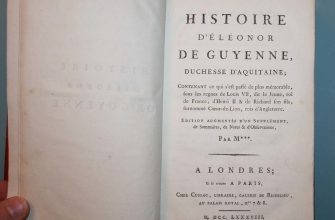 HISTOIRE
D'ÉLÉONOR
DE GUYENNE,
DUCHESSE D'AQUITAINE;
CONTENANT ce qui s'est passé de plus mémorable,
sous les regnes de Louis VII, dit le Jeune, roi
de France, d'Henri II & de Richard son fils,
surnommé Cœur-de-Lion, rois d'Angleterre.
ÉDITION AUGMENTÉE D'UN SUPPLÉMENT,
de Sommaires, de Notes & d'Observations,
PAR M***.
A LONDRES;
Et se trouve A PARIS,
Chez CUSSAC, libraire, GALERIE DE RICHELIEU,
AU PALAIS ROYAL, nos 7 & 8.
M, DCC. LXXXVIII.